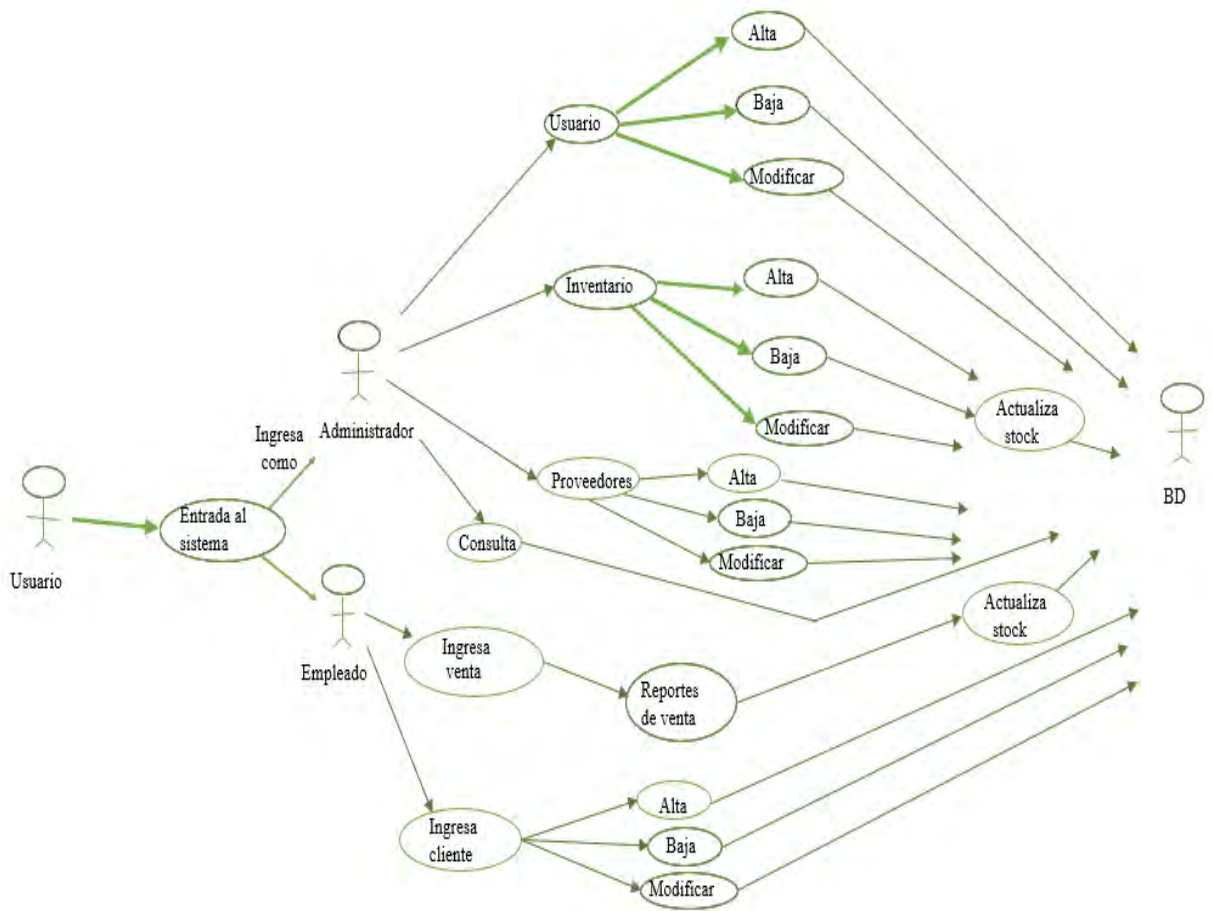 Alta
Baja
Usuario
Modificar
Alta
Inventario
Baja
Actualiza
stock
Modificar
Ingresa
como
Administrador
Proveedores
Alta
BD
Entrada al
sistema
Baja
Consulta
Modificar
Usuario
Actualiza
stock
Empleado
Ingresa
venta
Reportes
de venta
Alta
Ingresa
cliente
Baja
Modificar